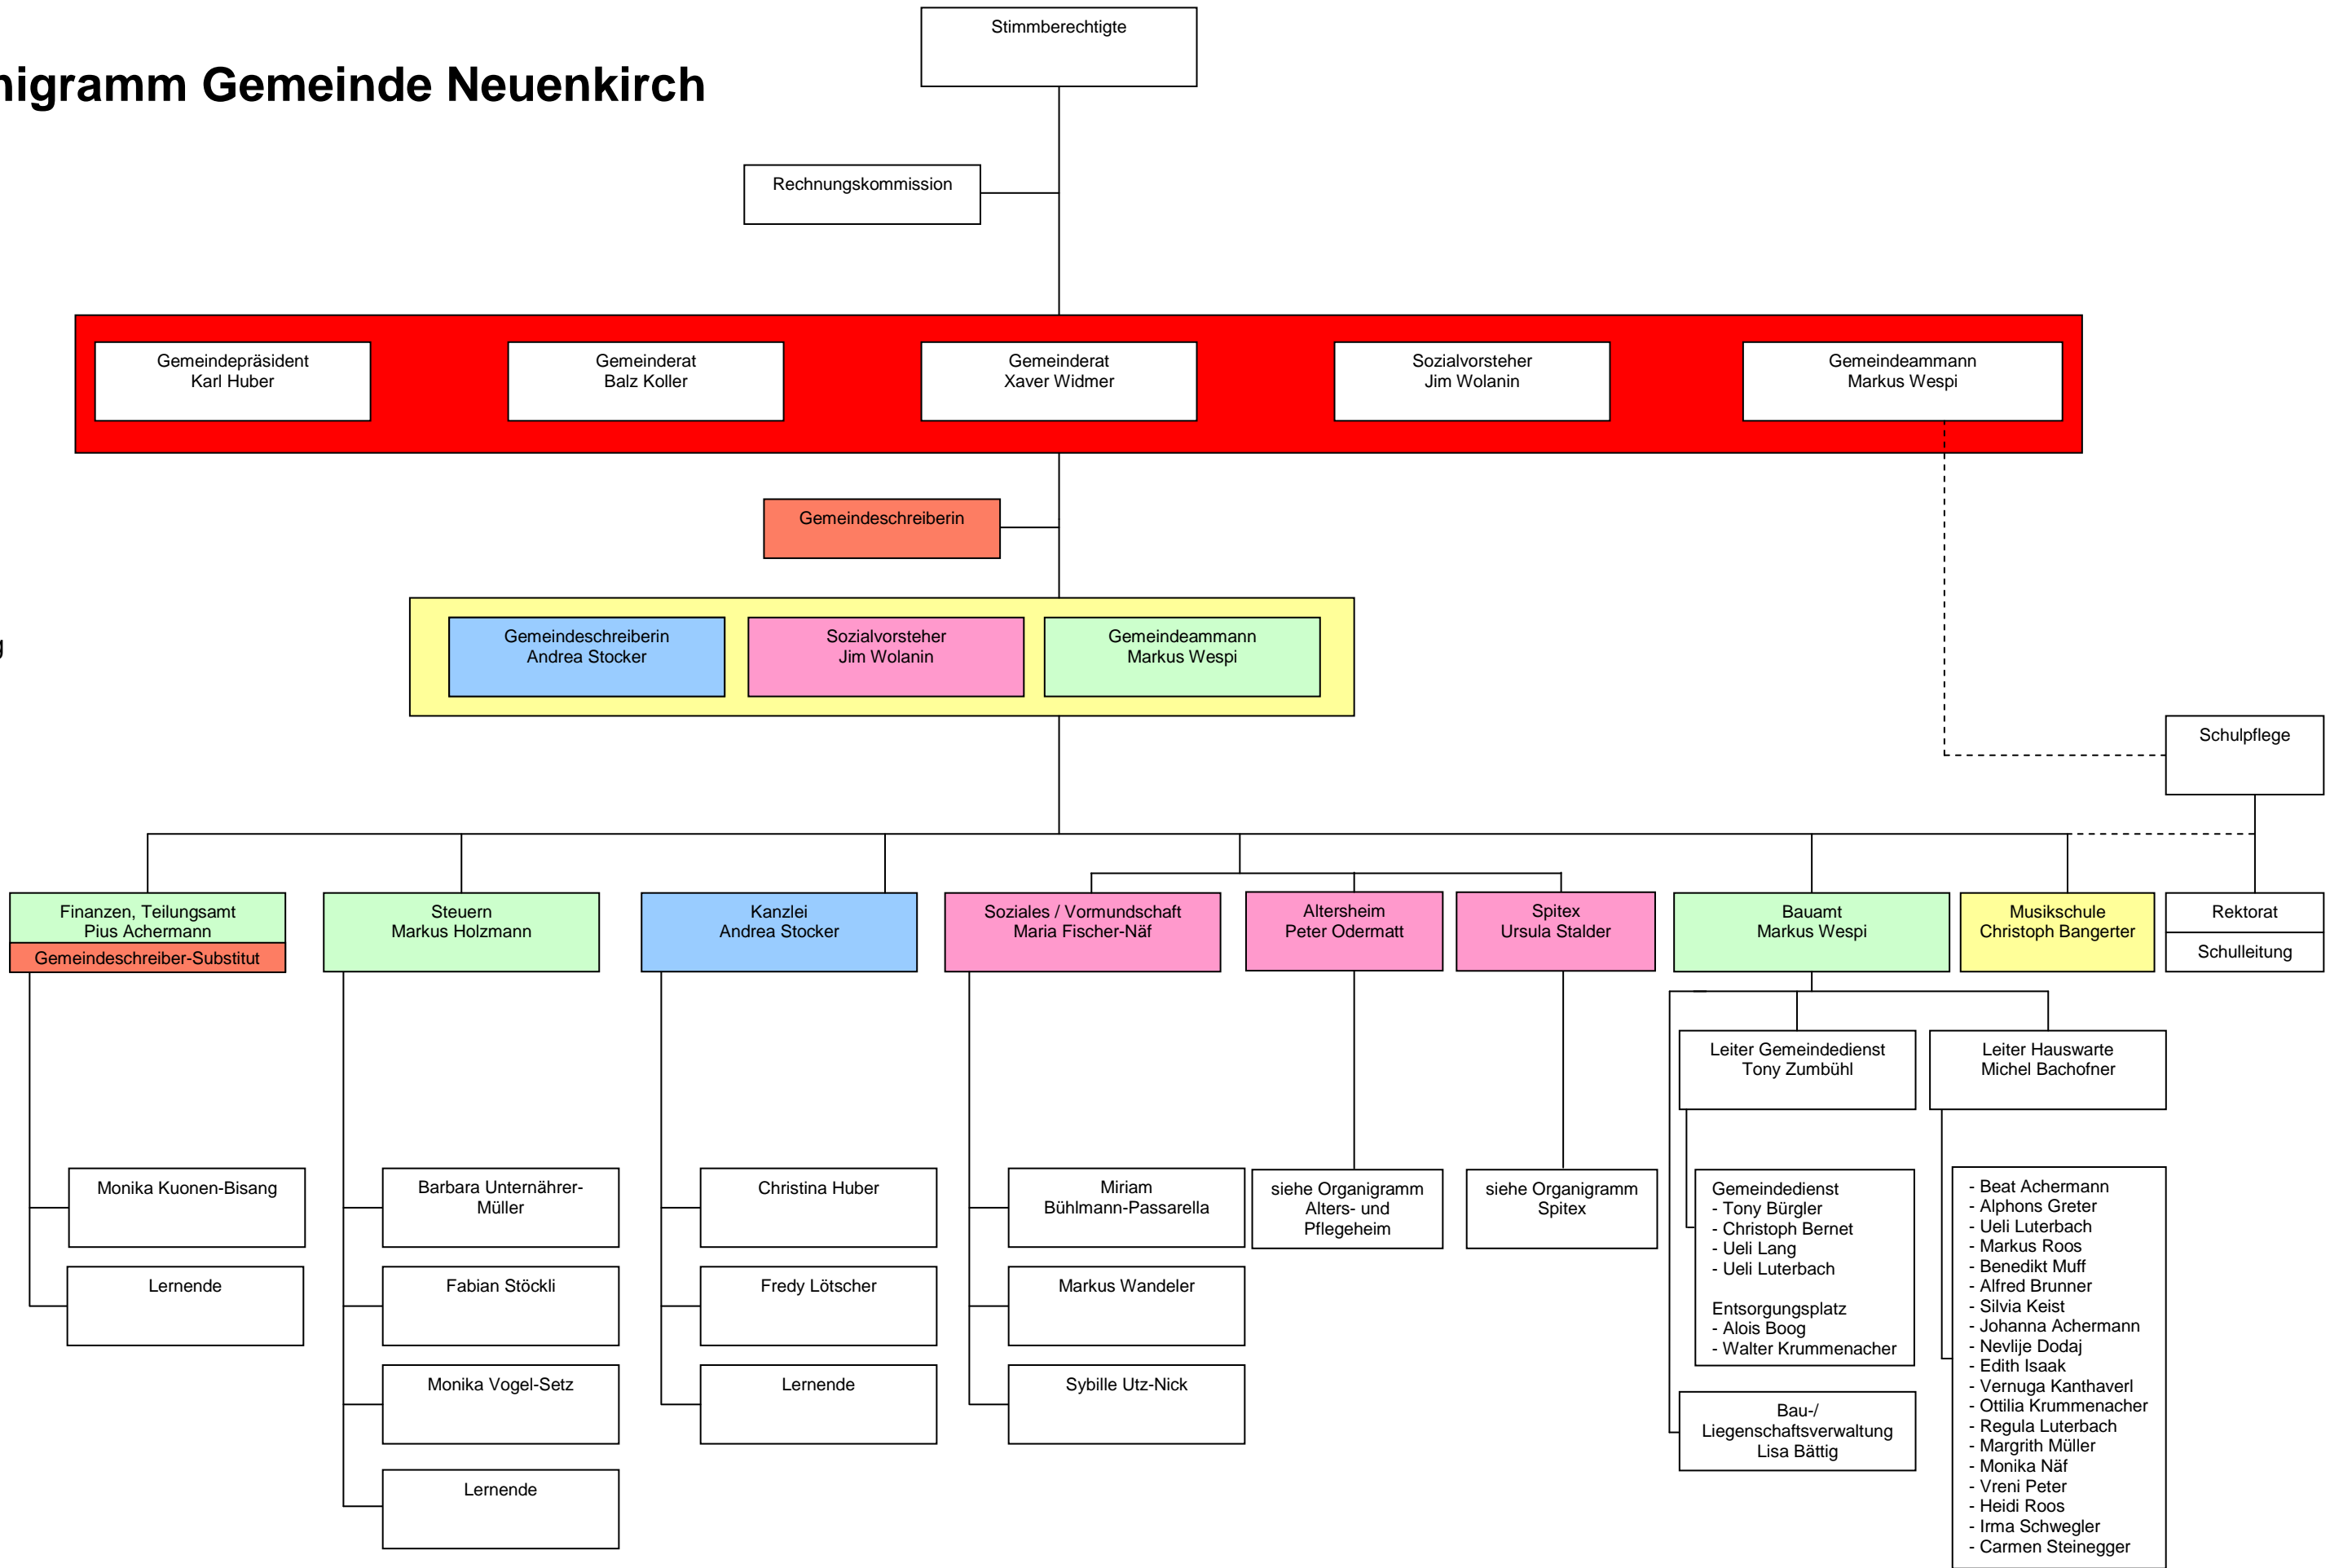 Stimmberechtigte
nigramm Gemeinde Neuenkirch
Rechnungskommission
Gemeindepräsident
Karl Huber
Gemeinderat
Balz Koller
Gemeinderat
Xaver Widmer
Sozialvorsteher
Jim Wolanin
Gemeindeammann
Markus Wespi
Gemeindeschreiberin
g
Gemeindeschreiberin
Andrea Stocker
Sozialvorsteher
Jim Wolanin
Gemeindeammann
Markus Wespi
Schulpflege
Finanzen, Teilungsamt
Pius Achermann
Gemeindeschreiber-Substitut
Steuern
Markus Holzmann
Kanzlei
Andrea Stocker
Soziales / Vormundschaft
Maria Fischer-Näf
Altersheim
Peter Odermatt
Spitex
Ursula Stalder
Bauamt
Markus Wespi
Musikschule
Christoph Bangerter
Rektorat
Schulleitung
Leiter Gemeindedienst
Tony Zumbühl
Leiter Hauswarte
Michel Bachofner
Monika Kuonen-Bisang
Lernende
Barbara Unternährer-
Müller
Fabian Stöckli
Monika Vogel-Setz
Lernende
Christina Huber
Fredy Lötscher
Lernende
Miriam
Bühlmann-Passarella
Markus Wandeler
Sybille Utz-Nick
siehe Organigramm
Alters- und
Pflegeheim
siehe Organigramm
Spitex
Gemeindedienst
- Tony Bürgler
- Christoph Bernet
- Ueli Lang
- Ueli Luterbach
Entsorgungsplatz
- Alois Boog
- Walter Krummenacher
Bau-/
Liegenschaftsverwaltung
Lisa Bättig
- Beat Achermann
- Alphons Greter
- Ueli Luterbach
- Markus Roos
- Benedikt Muff
- Alfred Brunner
- Silvia Keist
- Johanna Achermann
- Nevlije Dodaj
- Edith Isaak
- Vernuga Kanthaverl
- Ottilia Krummenacher
- Regula Luterbach
- Margrith Müller
- Monika Näf
- Vreni Peter
- Heidi Roos
- Irma Schwegler
- Carmen Steinegger